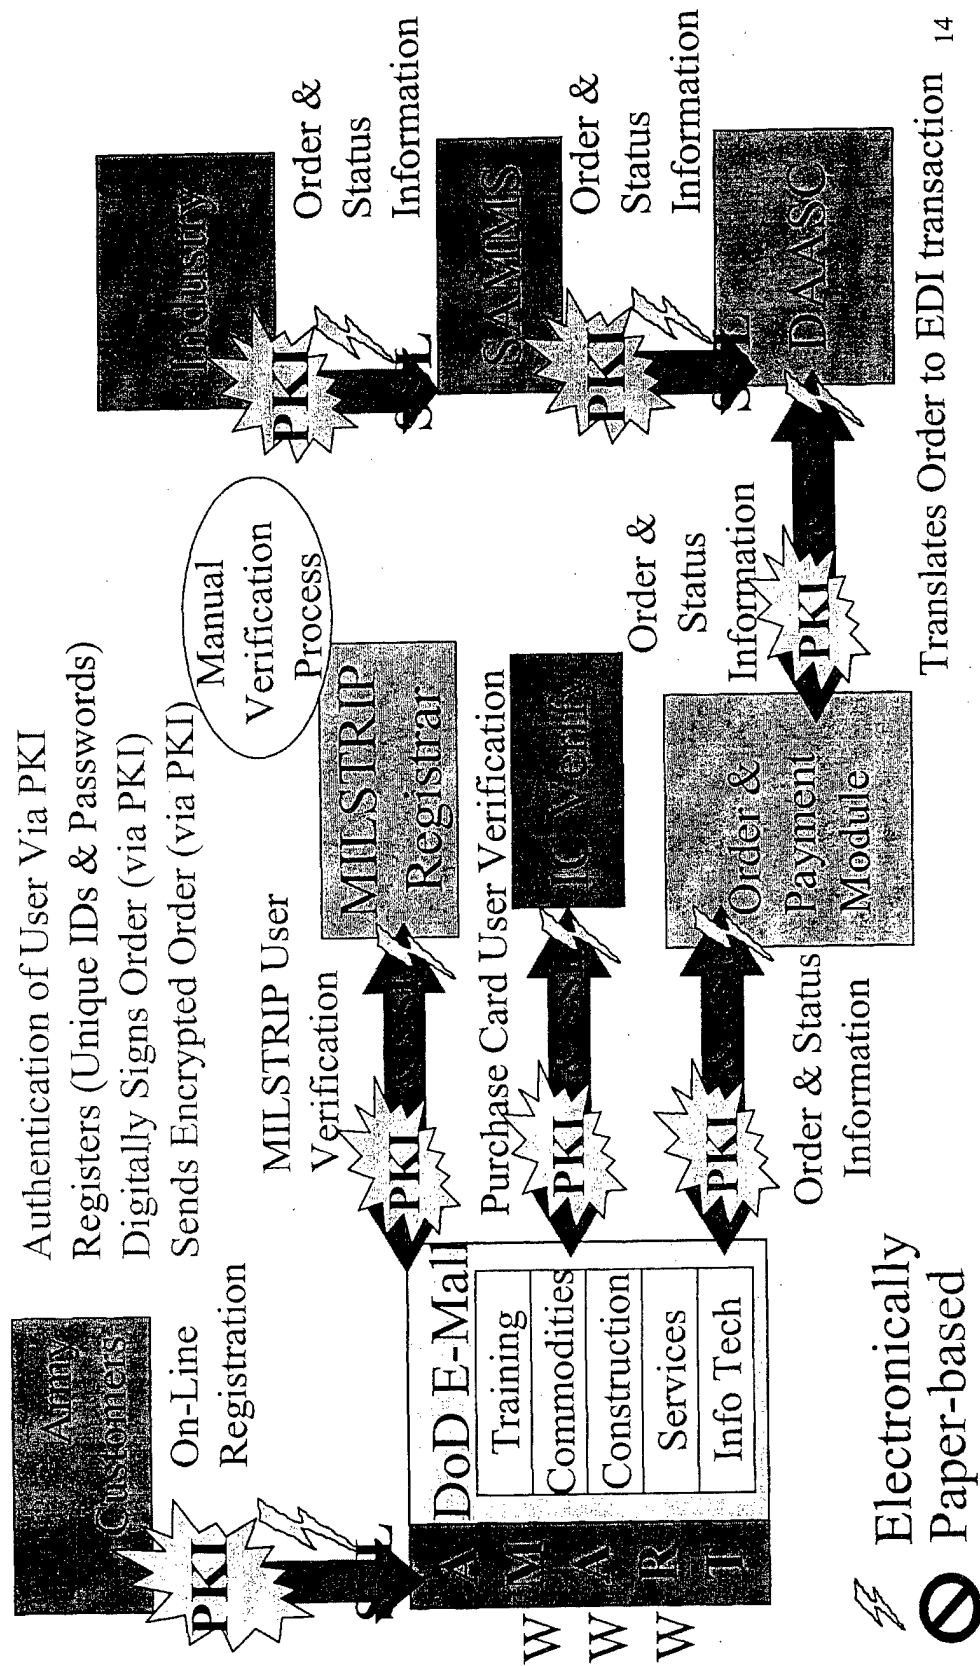 Army
Customers
PKI
SSL
On-Line
Registration
Authentication of User Via PKI
Registers (Unique IDs & Passwords)
Digitally Signs Order (via PKI)
Sends Encrypted Order (via PKI)
WWW
AMART
DoD E-Mall
Training
Commodities
Construction
Services
Info Tech
MILSTRIP User
Verification
PKI
MILSTRIP
Registrar
Manual
Verification
Process
Purchase Card User Verification
PKI
Verify
PKI
Order & Status
Information
Order &
Payment
Module
Order &
Status
Information
PKI
Industry
PKI
Order &
Status
Information
SAMMS
PKI
Order &
Status
Information
DAASC
Translates Order to EDI transaction
Electronically
Paper-based
14